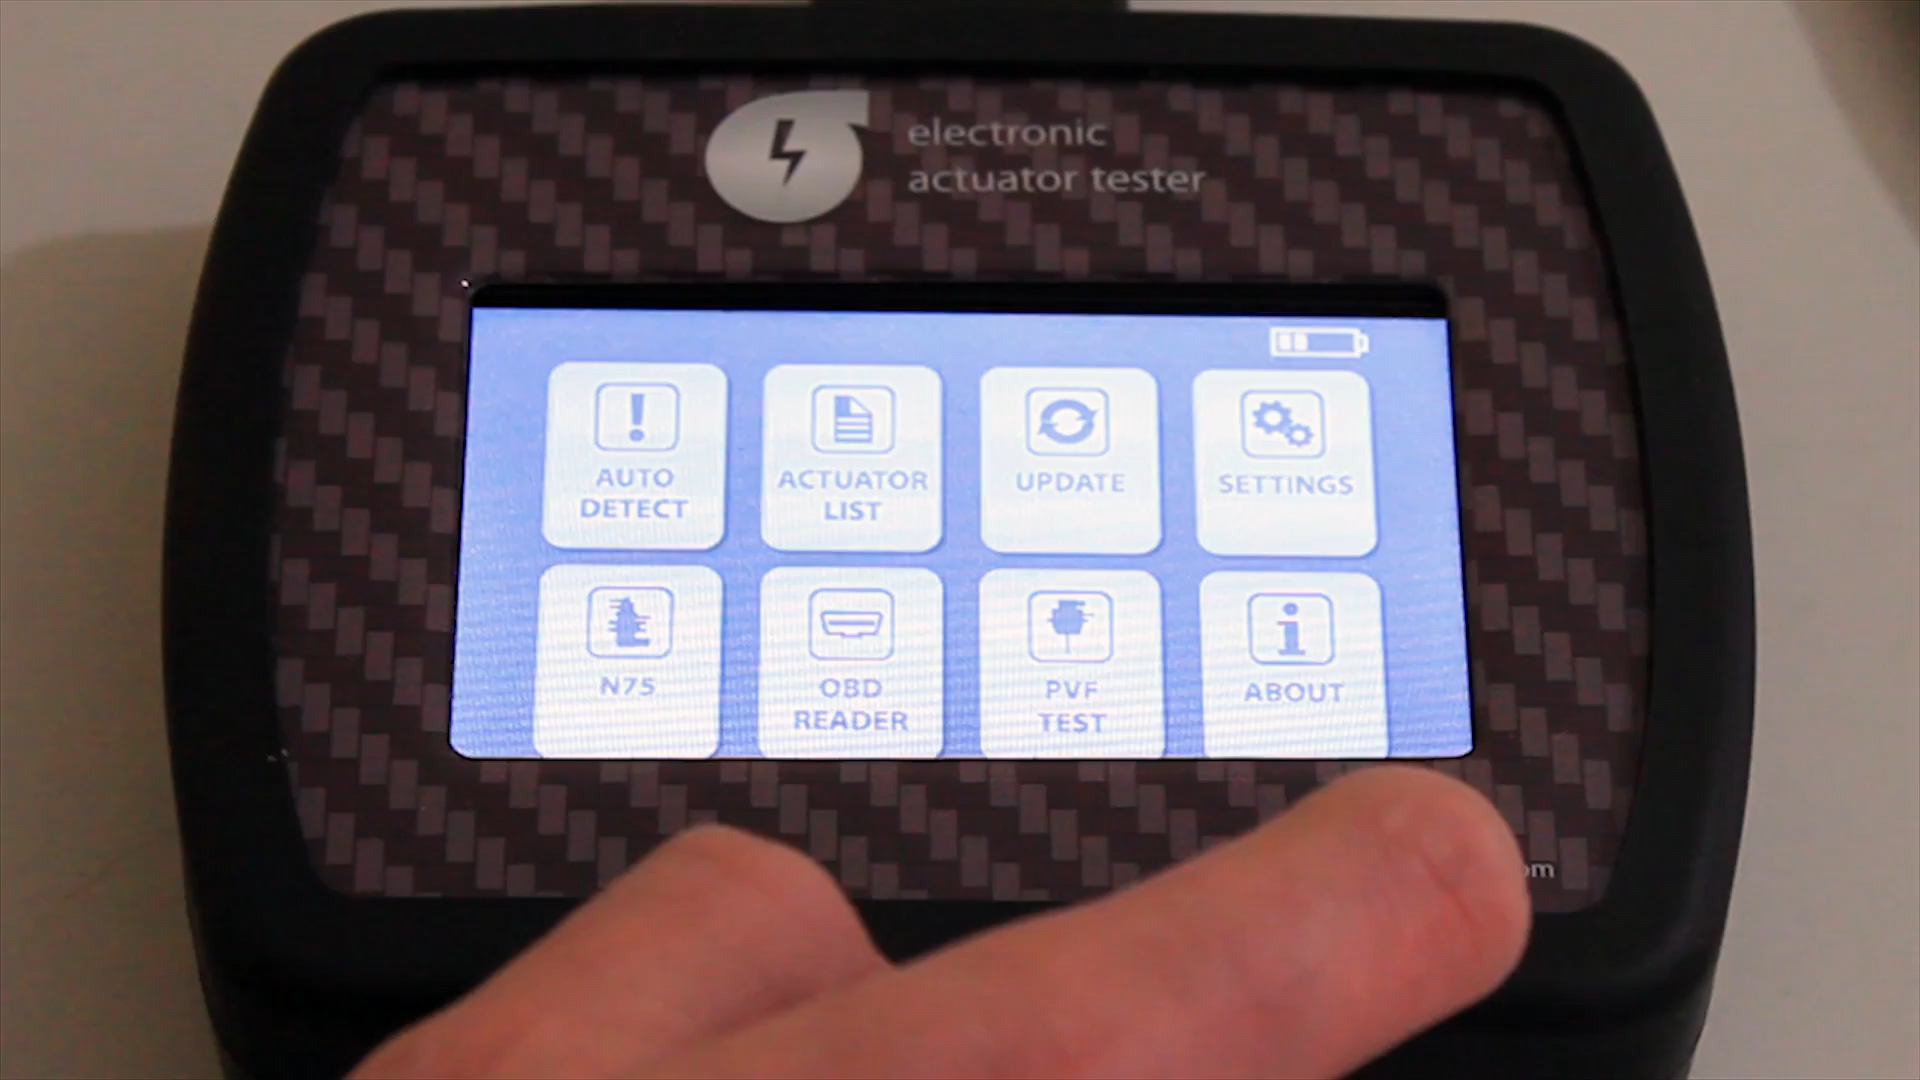 electronic
actuator tester
AUTO
DETECT
ACTUATOR
LIST
UPDATE
SETTINGS
N75
OBD
READER
PVF
TEST
ABOUT